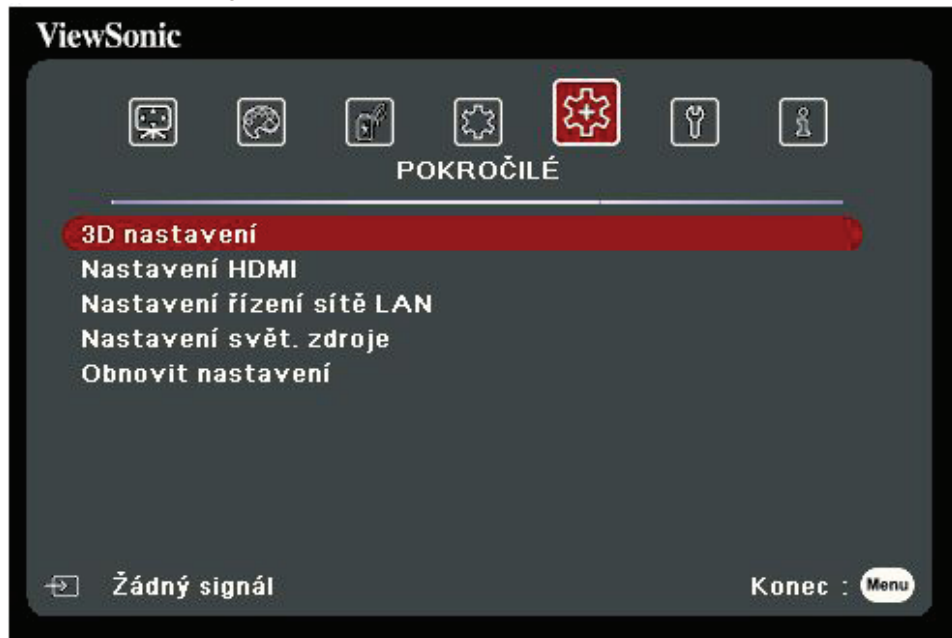 ViewSonic
POKROČILÉ
3D nastavení
Nastavení HDMI
Nastavení řízení sítě LAN
Nastavení svět. zdroje
Obnovit nastavení
Žádný signál
Konec : Menu